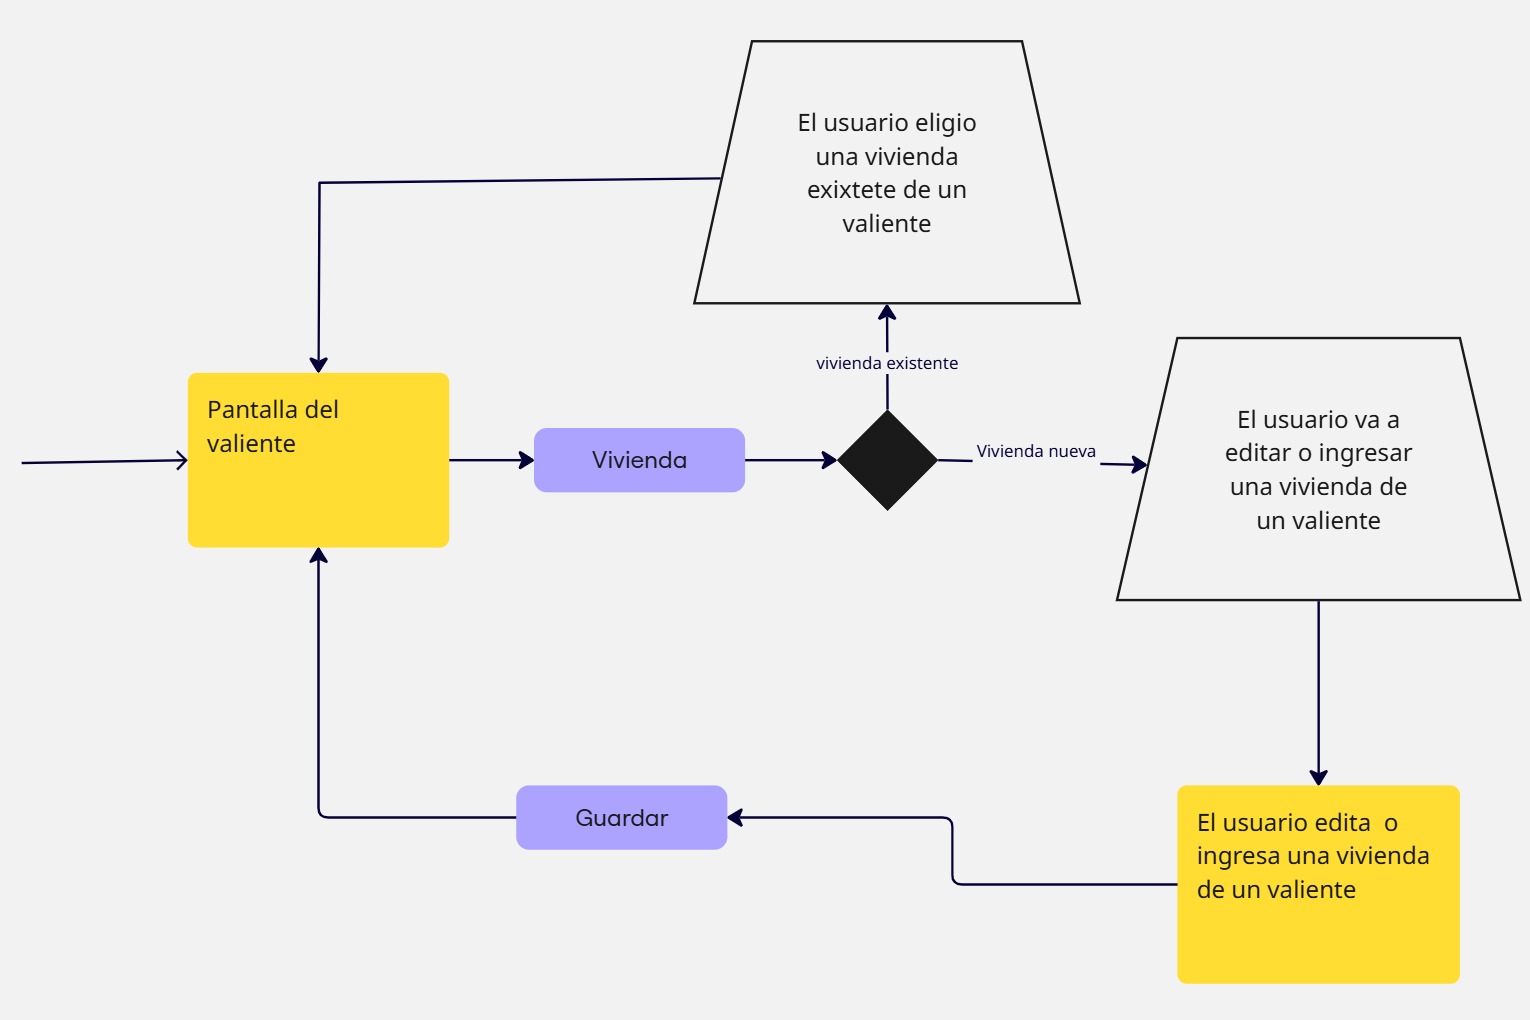 El usuario eligio
una vivienda
exixtete de un
valiente
vivienda existente
Pantalla del
valiente
Vivienda
Vivienda nueva
El usuario va a
editar o ingresar
una vivienda de
un valiente
Guardar
El usuario edita  o
ingresa una vivienda
de un valiente